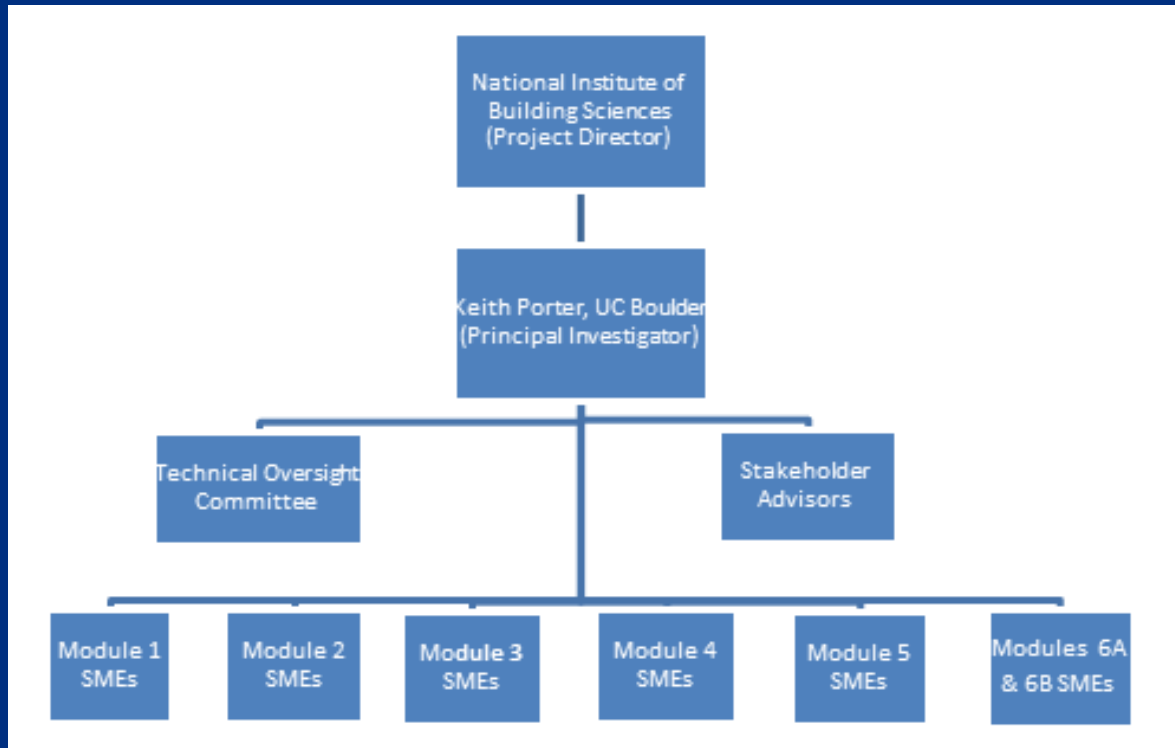 National Institute of
Building Sciences
(Project Director)
Keith Porter, UC Boulder
(Principal Investigator)
Technical Oversight
Committee
Stakeholder
Advisors
Module 1
SMEs
Module 2
SMEs
Module 3
SMEs
Module 4
SMEs
Module 5
SMEs
Modules 6A
& 6B SMEs